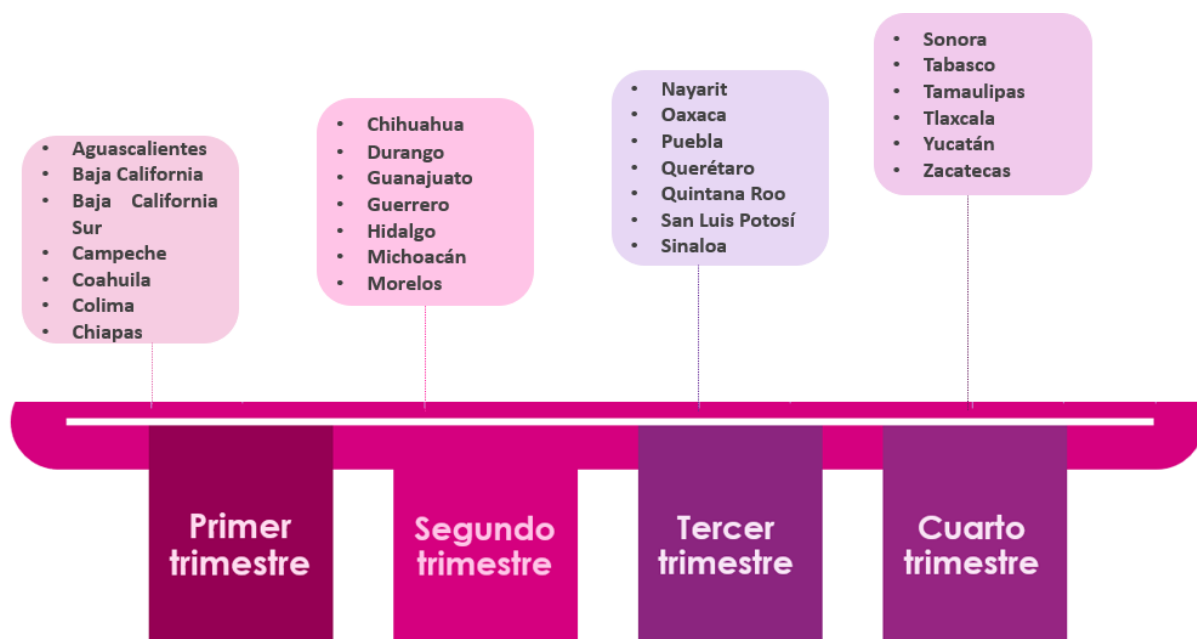 • Aguascalientes
• Baja California
• Baja California
Sur
• Campeche
• Coahuila
• Colima
• Chiapas
• Chihuahua
• Durango
• Guanajuato
• Guerrero
• Hidalgo
• Michoacán
• Morelos
• Nayarit
• Oaxaca
• Puebla
• Querétaro
• Quintana Roo
• San Luis Potosí
• Sinaloa
• Sonora
• Tabasco
• Tamaulipas
• Tlaxcala
• Yucatán
• Zacatecas
Primer
trimestre
Segundo
trimestre
Tercer
trimestre
Cuarto
trimestre